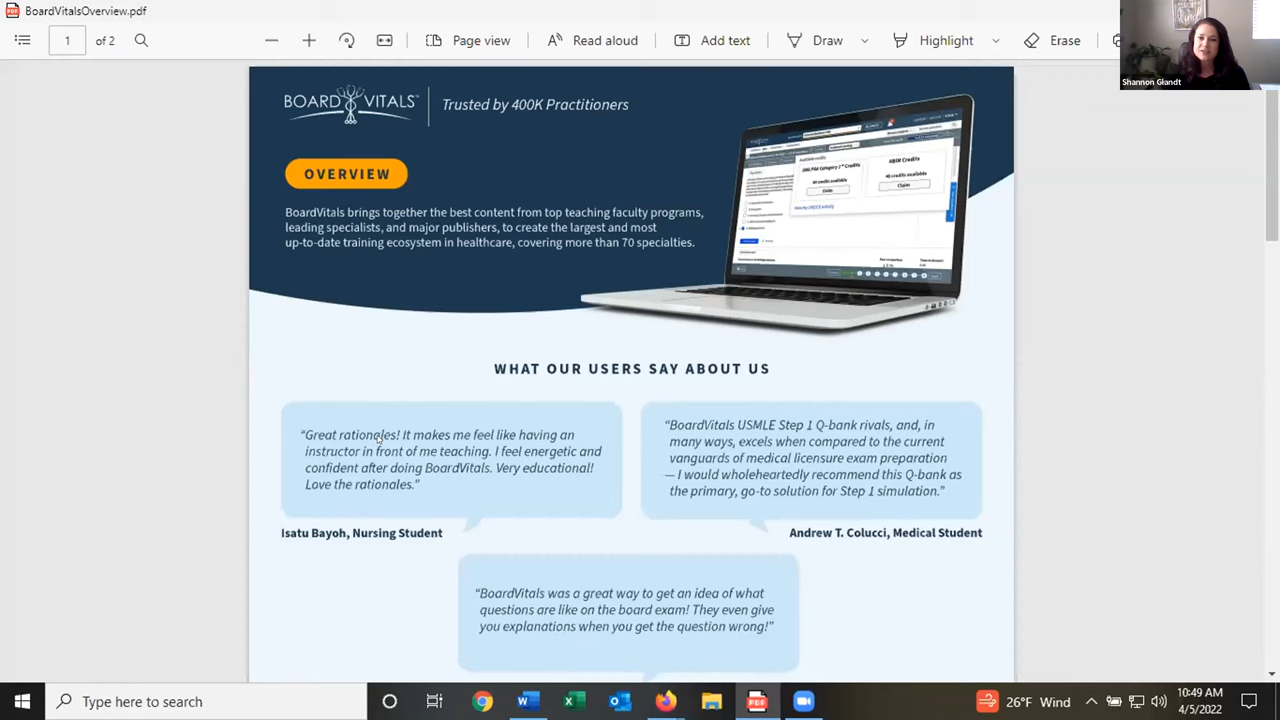 BoardVitalsOverview.pdf
1 of 2
Page view
Read aloud
Add text
Draw
Highlight
Erase
Shannon Glandt
BOARD VITALS
Trusted by 400K Practitioners
OVERVIEW
BoardVitals brings together the best content from top teaching faculty programs,
leading specialists, and major publishers, to create the largest and most
up-to-date training ecosystem in healthcare, covering more than 70 specialties.
WHAT OUR USERS SAY ABOUT US
“Great rationales! It makes me feel like having an
instructor in front of me teaching. I feel energetic and
confident after doing BoardVitals. Very educational!
Love the rationales.”
Isatu Bayoh, Nursing Student
“BoardVitals USMLE Step 1 Q-bank rivals, and, in
many ways, excels when compared to the current
vanguards of medical licensure exam preparation
— I would wholeheartedly recommend this Q-bank as
the primary, go-to solution for Step 1 simulation.”
Andrew T. Colucci, Medical Student
“BoardVitals was a great way to get an idea of what
questions are like on the board exam! They even give
you explanations when you get the question wrong!”
Type here to search
26°F Wind
10:49 AM
4/5/2022